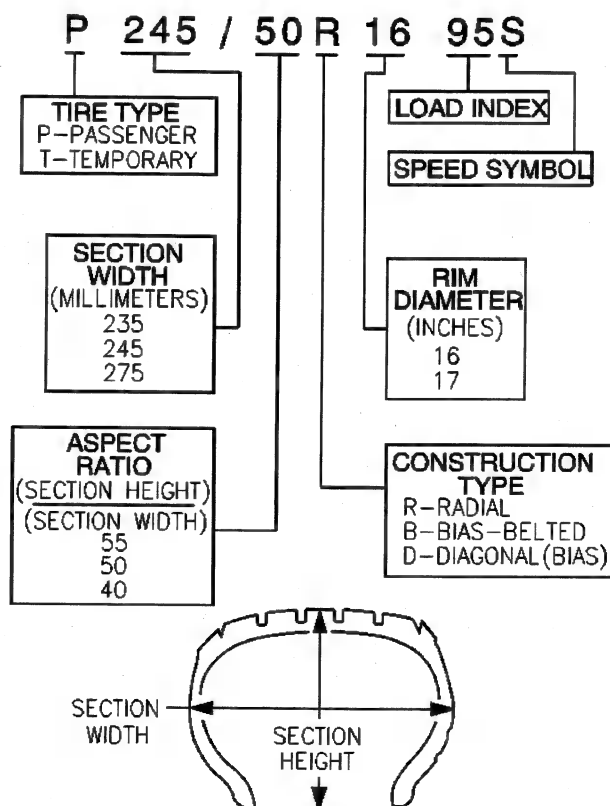 P 245 / 50 R 16 95S
TIRE TYPE
P-PASSENGER
T-TEMPORARY
LOAD INDEX
SPEED SYMBOL
SECTION
WIDTH
(MILLIMETERS)
235
245
275
RIM
DIAMETER
(INCHES)
16
17
ASPECT
RATIO
(SECTION HEIGHT)
(SECTION WIDTH)
55
50
40
CONSTRUCTION
TYPE
R-RADIAL
B-BIAS-BELTED
D-DIAGONAL(BIAS)
SECTION
WIDTH
SECTION
HEIGHT